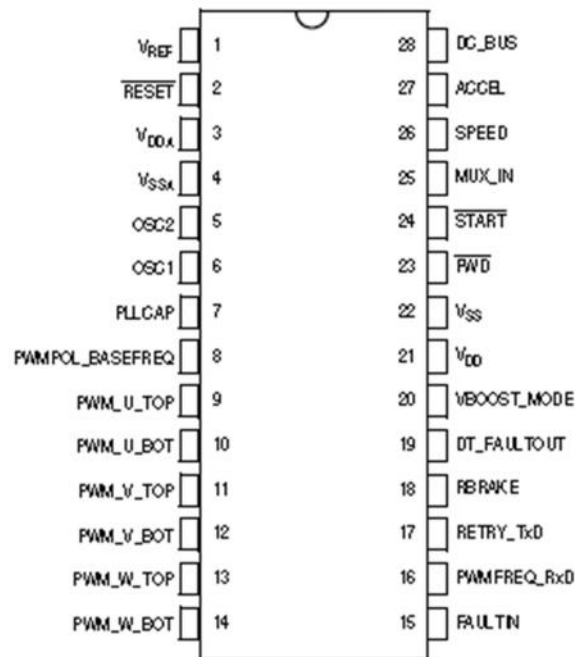 VREF 1 28 DC_BUS
RESET 2 27 ACCEL
VDDA 3 26 SPEED
VSSA 4 25 MUX_IN
OSC2 5 24 START
OSC1 6 23 FWD
PLLCAP 7 22 VSS
PWMPOL_BASEFREQ 8 21 VDD
PWM_U_TOP 9 20 VBOOST_MODE
PWM_U_BOT 10 19 DT_FAULTOUT
PWM_V_TOP 11 18 RBRAKE
PWM_V_BOT 12 17 RETRY_TxD
PWM_W_TOP 13 16 PWMFREQ_RxD
PWM_W_BOT 14 15 FAULTIN